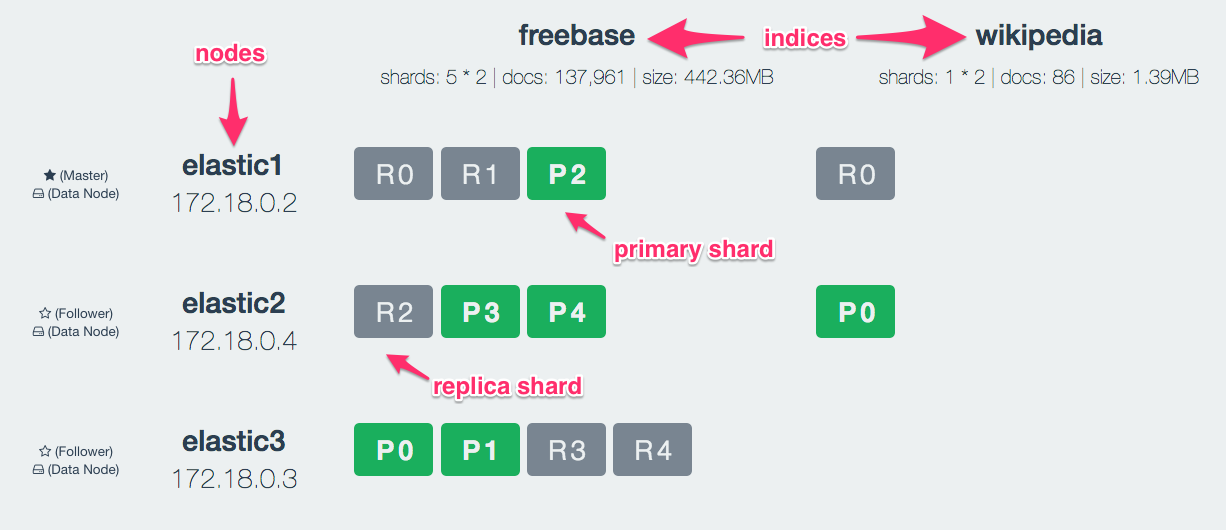 freebase
indices
wikipedia
nodes
shards: 5 * 2 | docs: 137,961 | size: 442.36MB
shards: 1 * 2 | docs: 86 | size: 1.39MB
(Master)
(Data Node)
elastic1
172.18.0.2
R0
R1
P2
R0
primary shard
(Follower)
(Data Node)
elastic2
172.18.0.4
R2
P3
P4
P0
replica shard
(Follower)
(Data Node)
elastic3
172.18.0.3
P0
P1
R3
R4